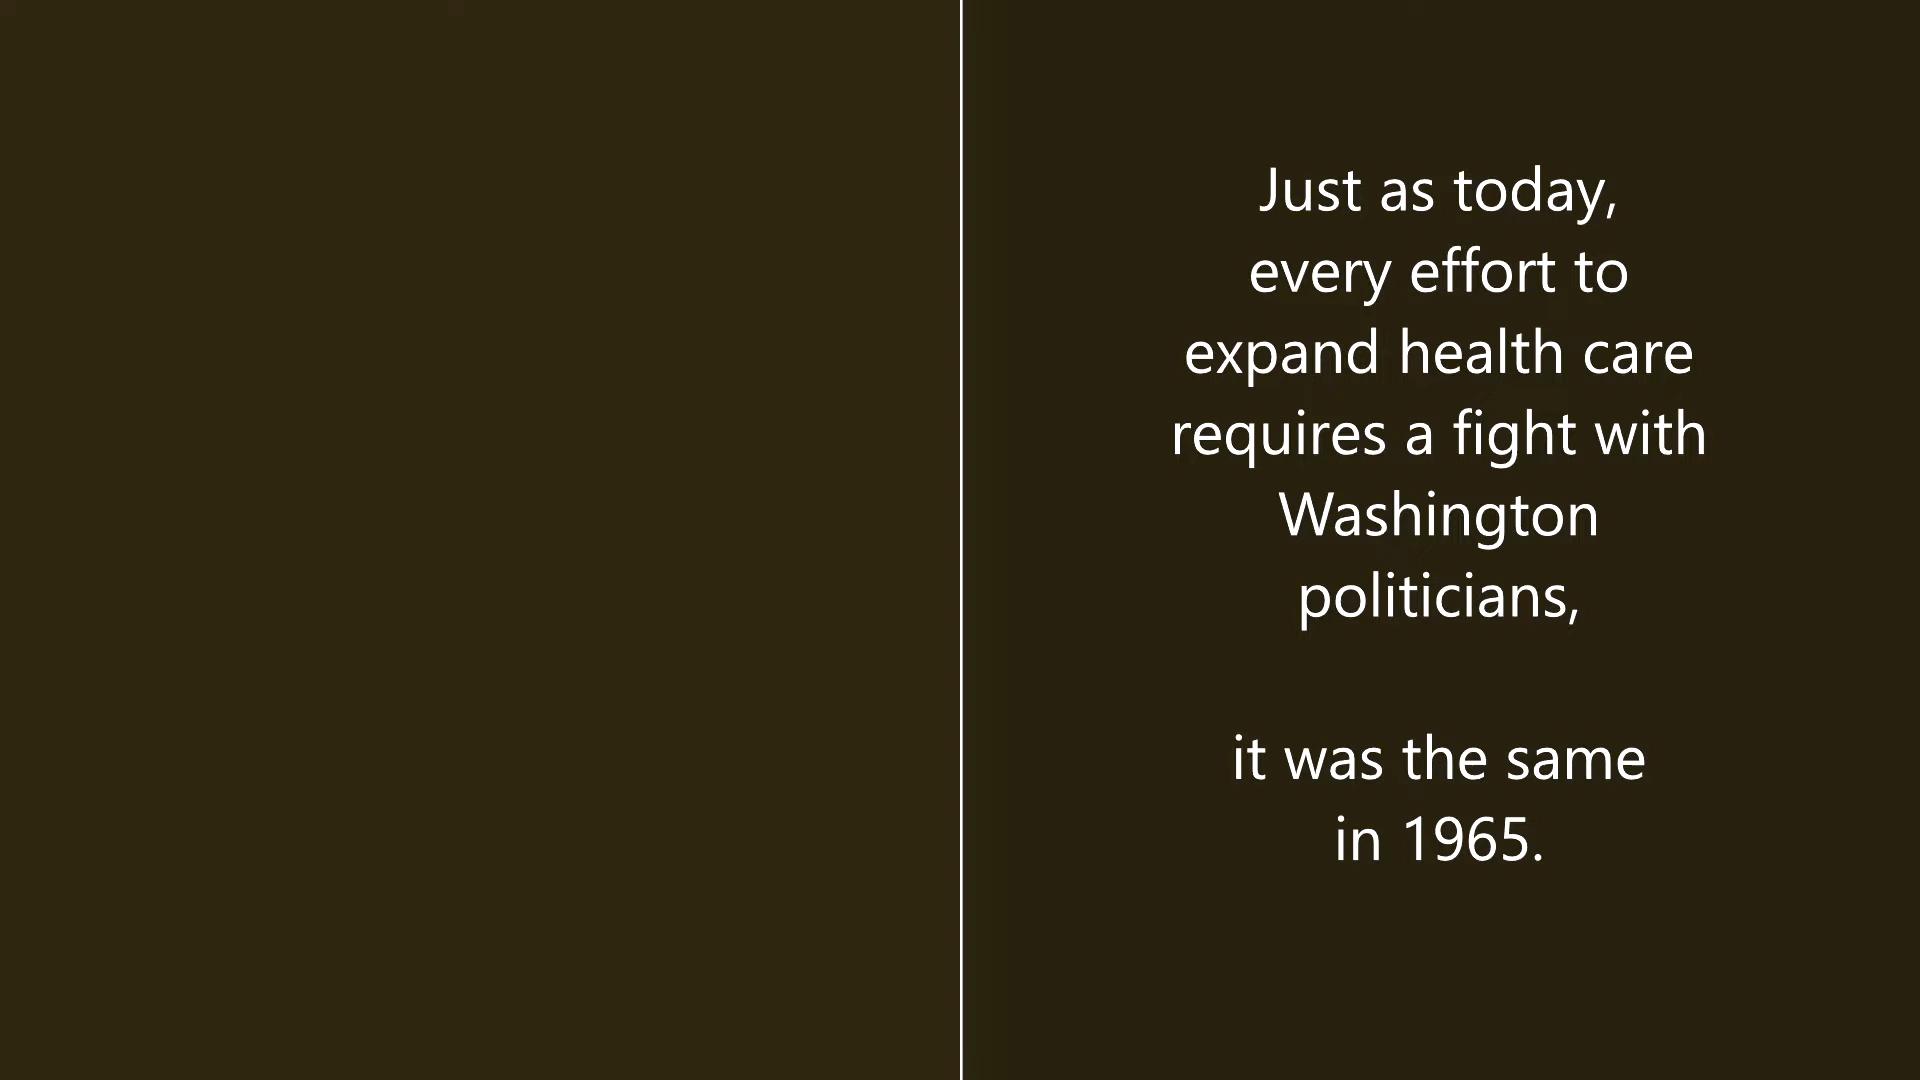 Just as today,
every effort to
expand health care
requires a fight with
Washington
politicians,
it was the same
in 1965.